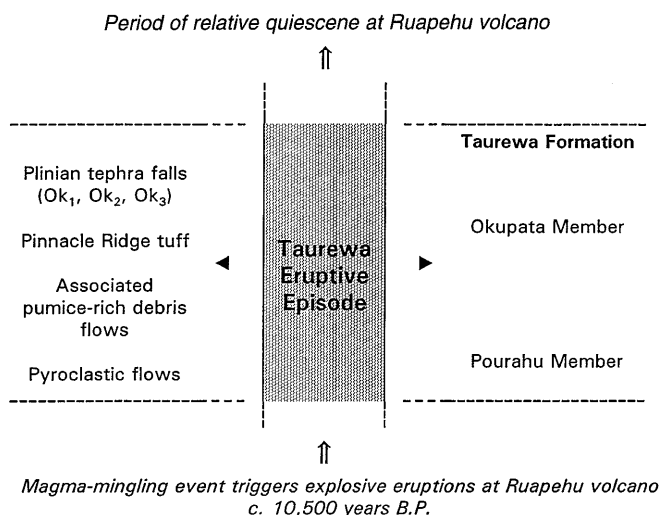 Period of relative quiescene at Ruapehu volcano
⇑
Plinian tephra falls
(Ok₁, Ok₂, Ok₃)
Pinnacle Ridge tuff
Associated
pumice-rich debris
flows
Pyroclastic flows
◄
Taurewa
Eruptive
Episode
►
Taurewa Formation
Okupata Member
Pourahu Member
⇑
Magma-mingling event triggers explosive eruptions at Ruapehu volcano
c. 10,500 years B.P.